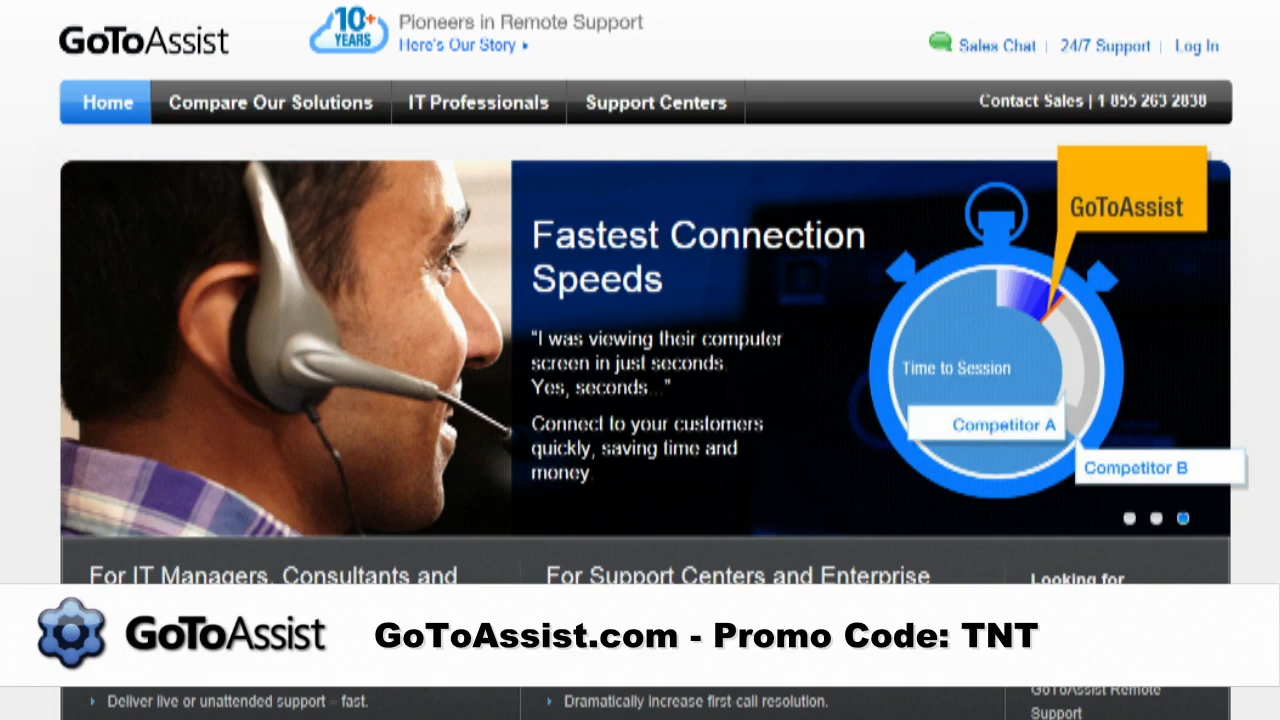 GoToAssist
10+
YEARS
Pioneers in Remote Support
Here's Our Story
Sales Chat | 24/7 Support | Log In
Home
Compare Our Solutions
IT Professionals
Support Centers
Contact Sales | 1 855 263 2838
GoToAssist
Fastest Connection
Speeds
"I was viewing their computer
screen in just seconds.
Yes, seconds..."
Connect to your customers
quickly, saving time and
money.
Time to Session
Competitor A
Competitor B
For IT Managers, Consultants and
For Support Centers and Enterprise
Looking for
GoToAssist
GoToAssist.com - Promo Code: TNT
Deliver live or unattended support – fast.
Dramatically increase first-call resolution.
GoToAssist Remote
Support